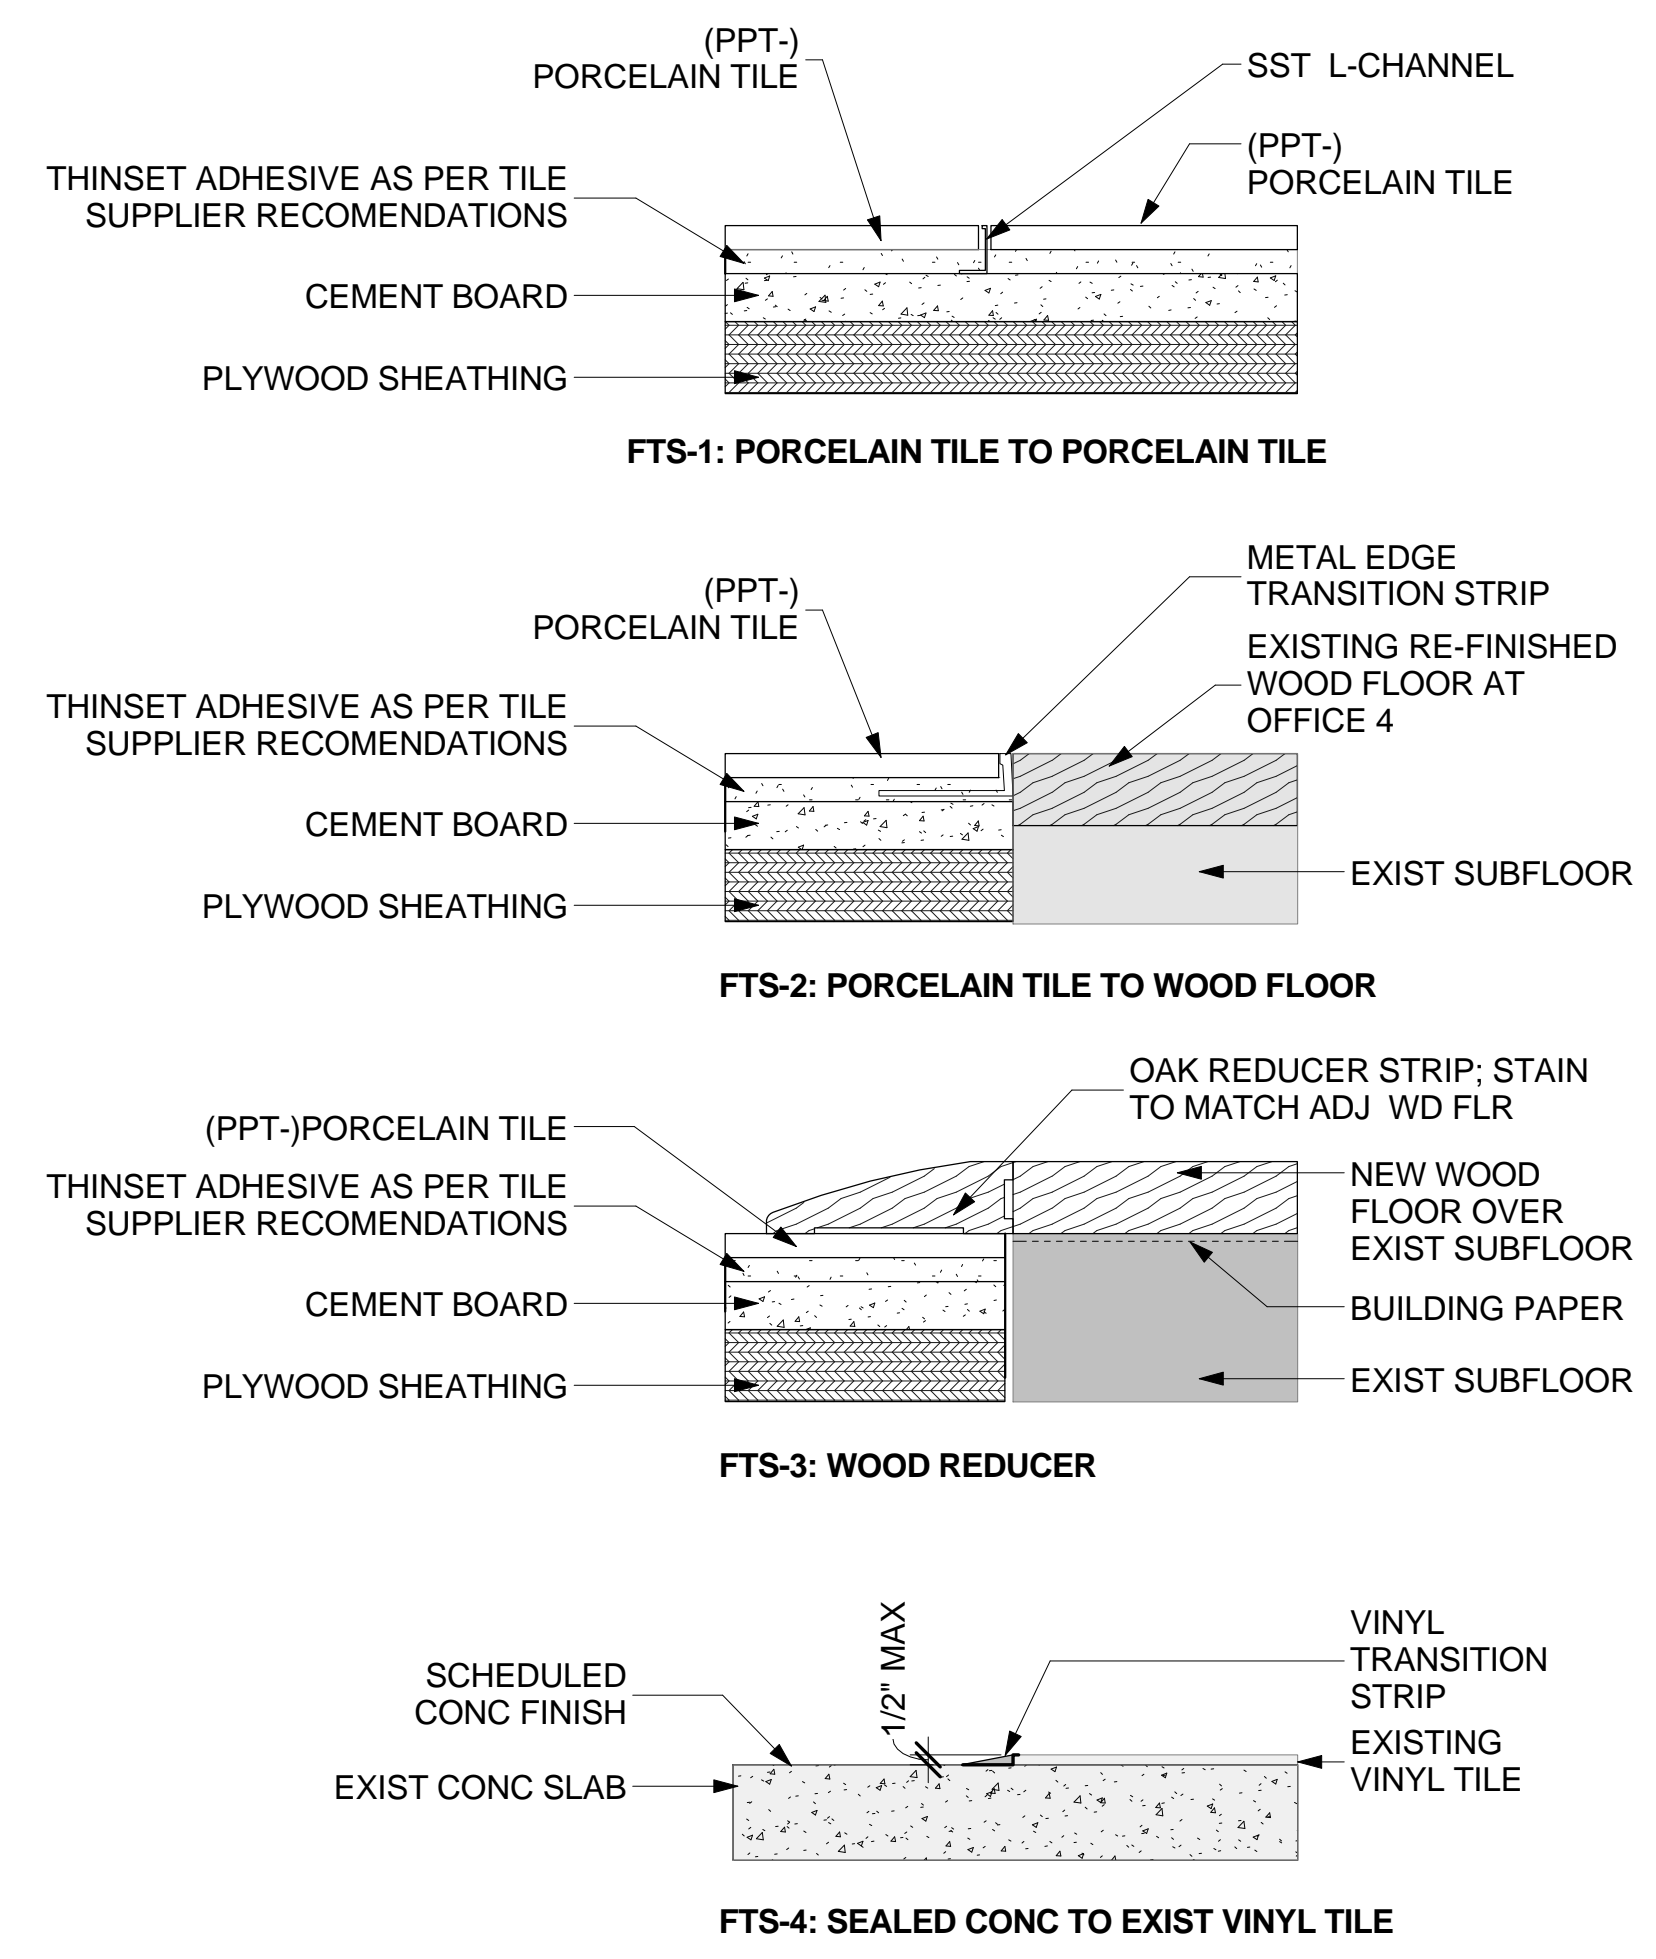 (PPT-)
PORCELAIN TILE
SST L-CHANNEL
(PPT-)
PORCELAIN TILE
THINSET ADHESIVE AS PER TILE
SUPPLIER RECOMENDATIONS
CEMENT BOARD
PLYWOOD SHEATHING
FTS-1: PORCELAIN TILE TO PORCELAIN TILE
(PPT-)
PORCELAIN TILE
METAL EDGE
TRANSITION STRIP
EXISTING RE-FINISHED
WOOD FLOOR AT
OFFICE 4
THINSET ADHESIVE AS PER TILE
SUPPLIER RECOMENDATIONS
CEMENT BOARD
PLYWOOD SHEATHING
EXIST SUBFLOOR
FTS-2: PORCELAIN TILE TO WOOD FLOOR
OAK REDUCER STRIP; STAIN
TO MATCH ADJ WD FLR
(PPT-)PORCELAIN TILE
THINSET ADHESIVE AS PER TILE
SUPPLIER RECOMENDATIONS
CEMENT BOARD
PLYWOOD SHEATHING
NEW WOOD
FLOOR OVER
EXIST SUBFLOOR
BUILDING PAPER
EXIST SUBFLOOR
FTS-3: WOOD REDUCER
SCHEDULED
CONC FINISH
EXIST CONC SLAB
1/2" MAX
VINYL
TRANSITION
STRIP
EXISTING
VINYL TILE
FTS-4: SEALED CONC TO EXIST VINYL TILE